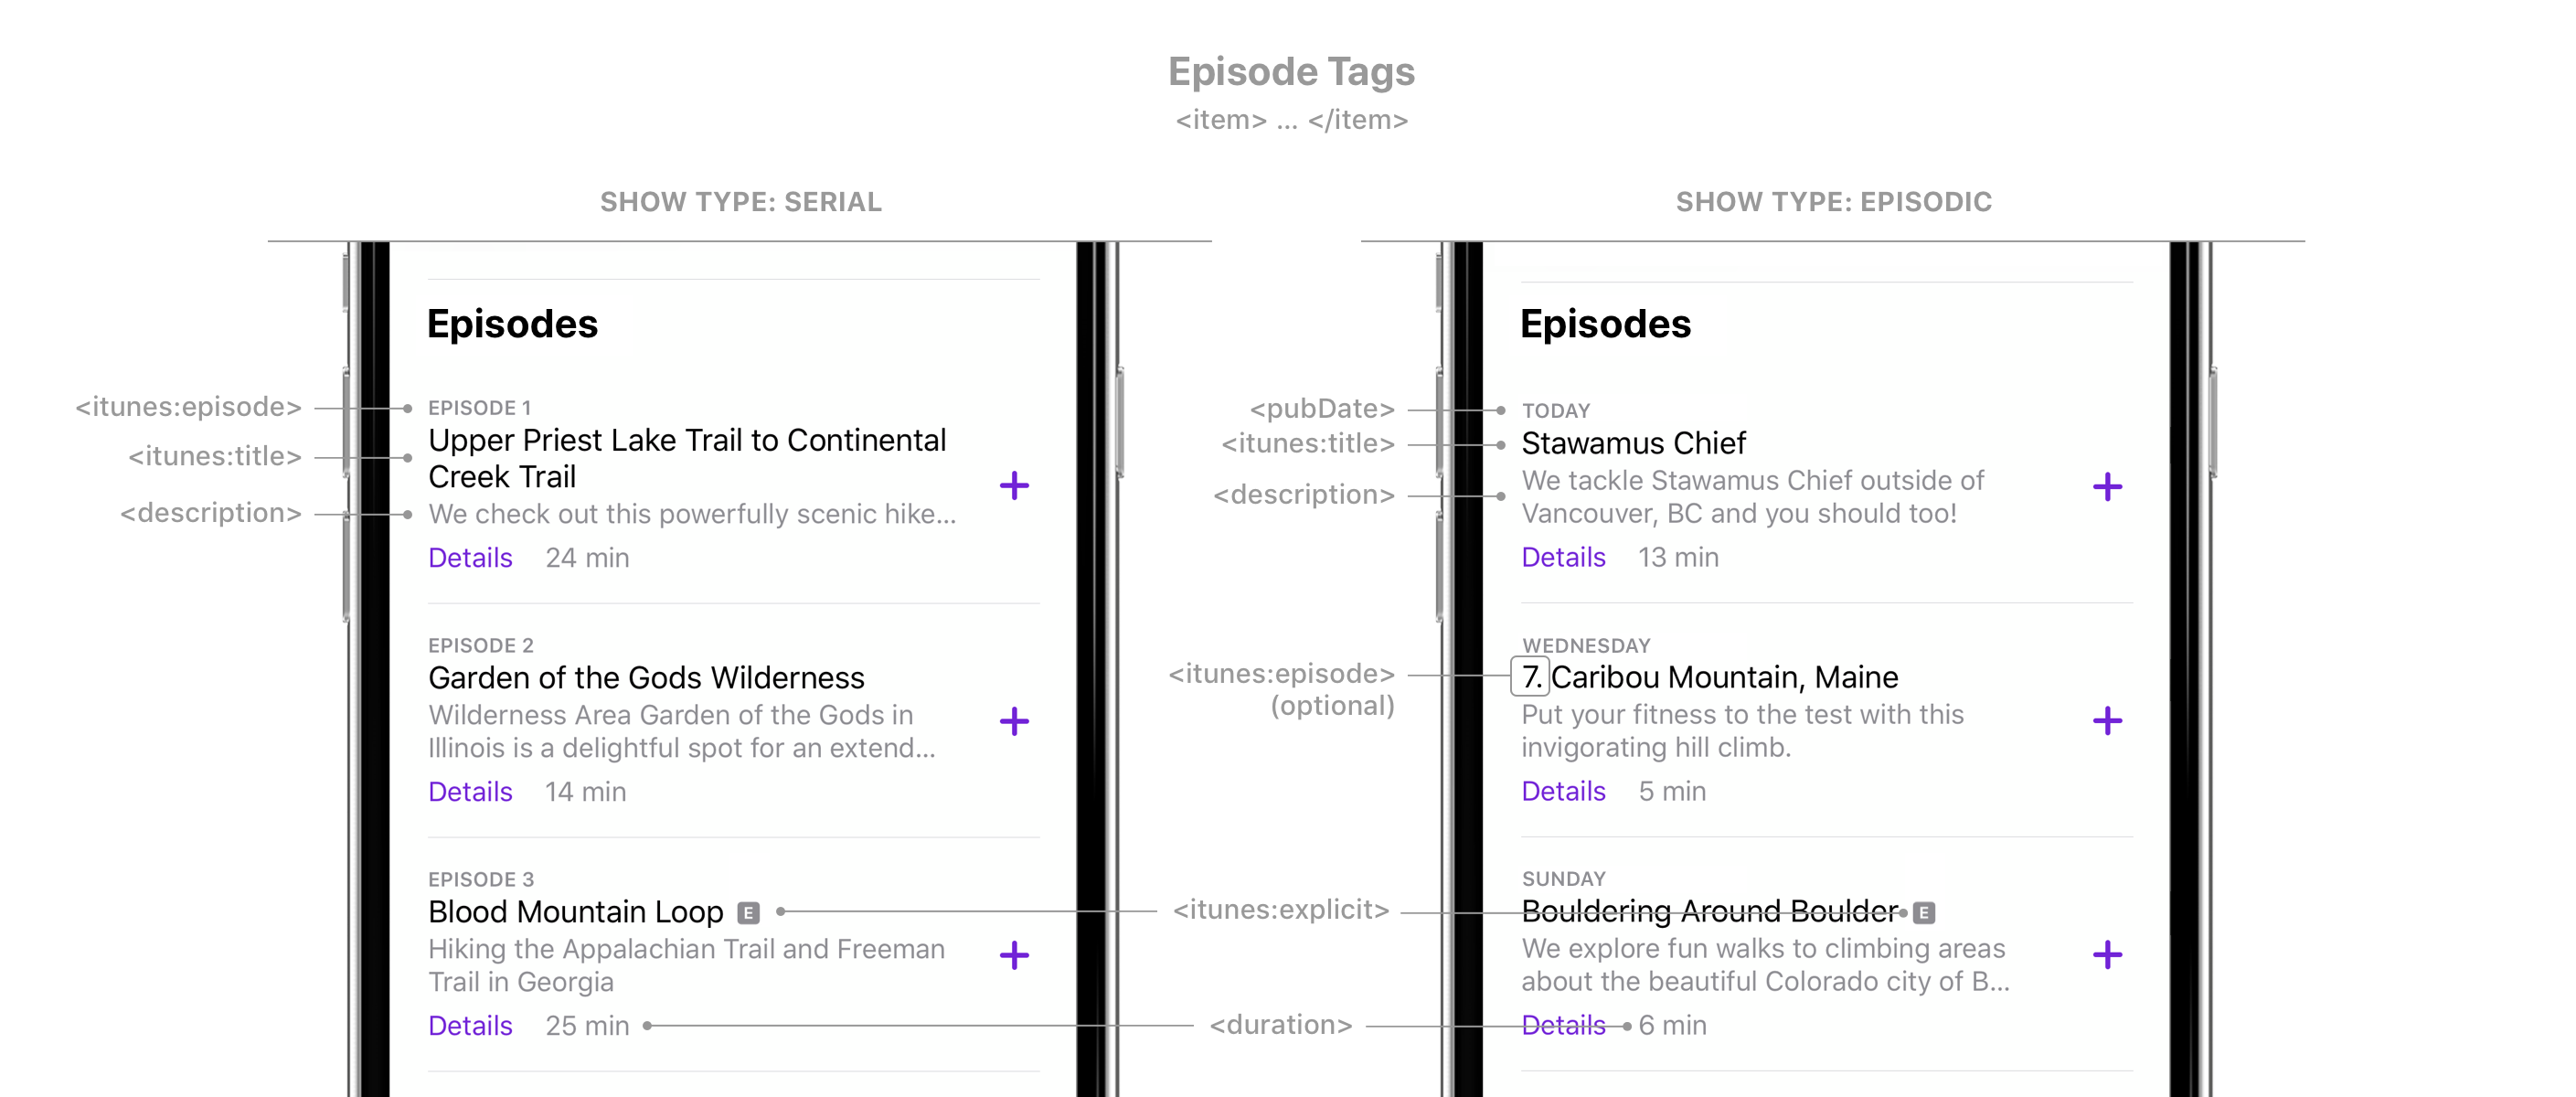 Episode Tags
<item> ... </item>
SHOW TYPE: SERIAL
Episodes
<itunes:episode>
EPISODE 1
<itunes:title>
Upper Priest Lake Trail to Continental
Creek Trail
<description>
We check out this powerfully scenic hike...
Details 24 min
EPISODE 2
Garden of the Gods Wilderness
Wilderness Area Garden of the Gods in
Illinois is a delightful spot for an extend...
Details 14 min
EPISODE 3
Blood Mountain Loop E
Hiking the Appalachian Trail and Freeman
Trail in Georgia
Details 25 min
SHOW TYPE: EPISODIC
Episodes
<pubDate>
TODAY
<itunes:title>
Stawamus Chief
<description>
We tackle Stawamus Chief outside of
Vancouver, BC and you should too!
Details 13 min
WEDNESDAY
<itunes:episode>
(optional)
7. Caribou Mountain, Maine
Put your fitness to the test with this
invigorating hill climb.
Details 5 min
SUNDAY
<itunes:explicit>
Bouldering Around Boulder E
We explore fun walks to climbing areas
about the beautiful Colorado city of B...
<duration>
Details 6 min